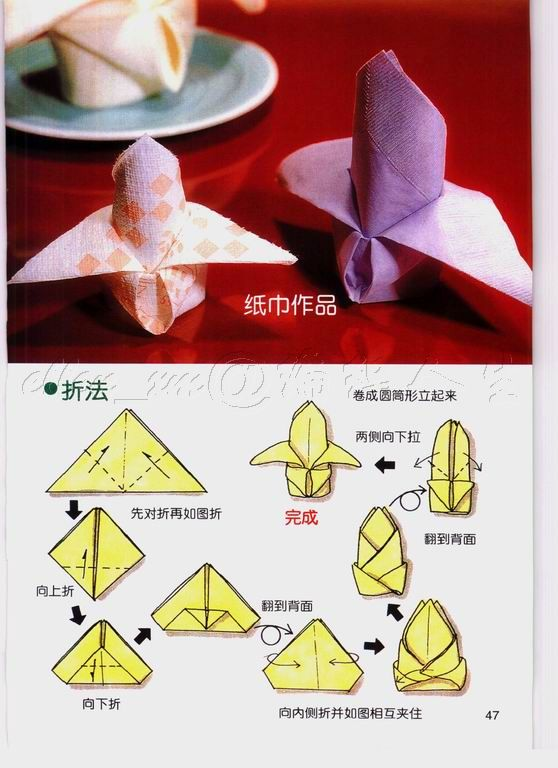 纸巾作品
折法
卷成圆筒形立起来
两侧向下拉
先对折再如图折
完成
翻到背面
向上折
翻到背面
向下折
向内侧折并如图相互夹住
47